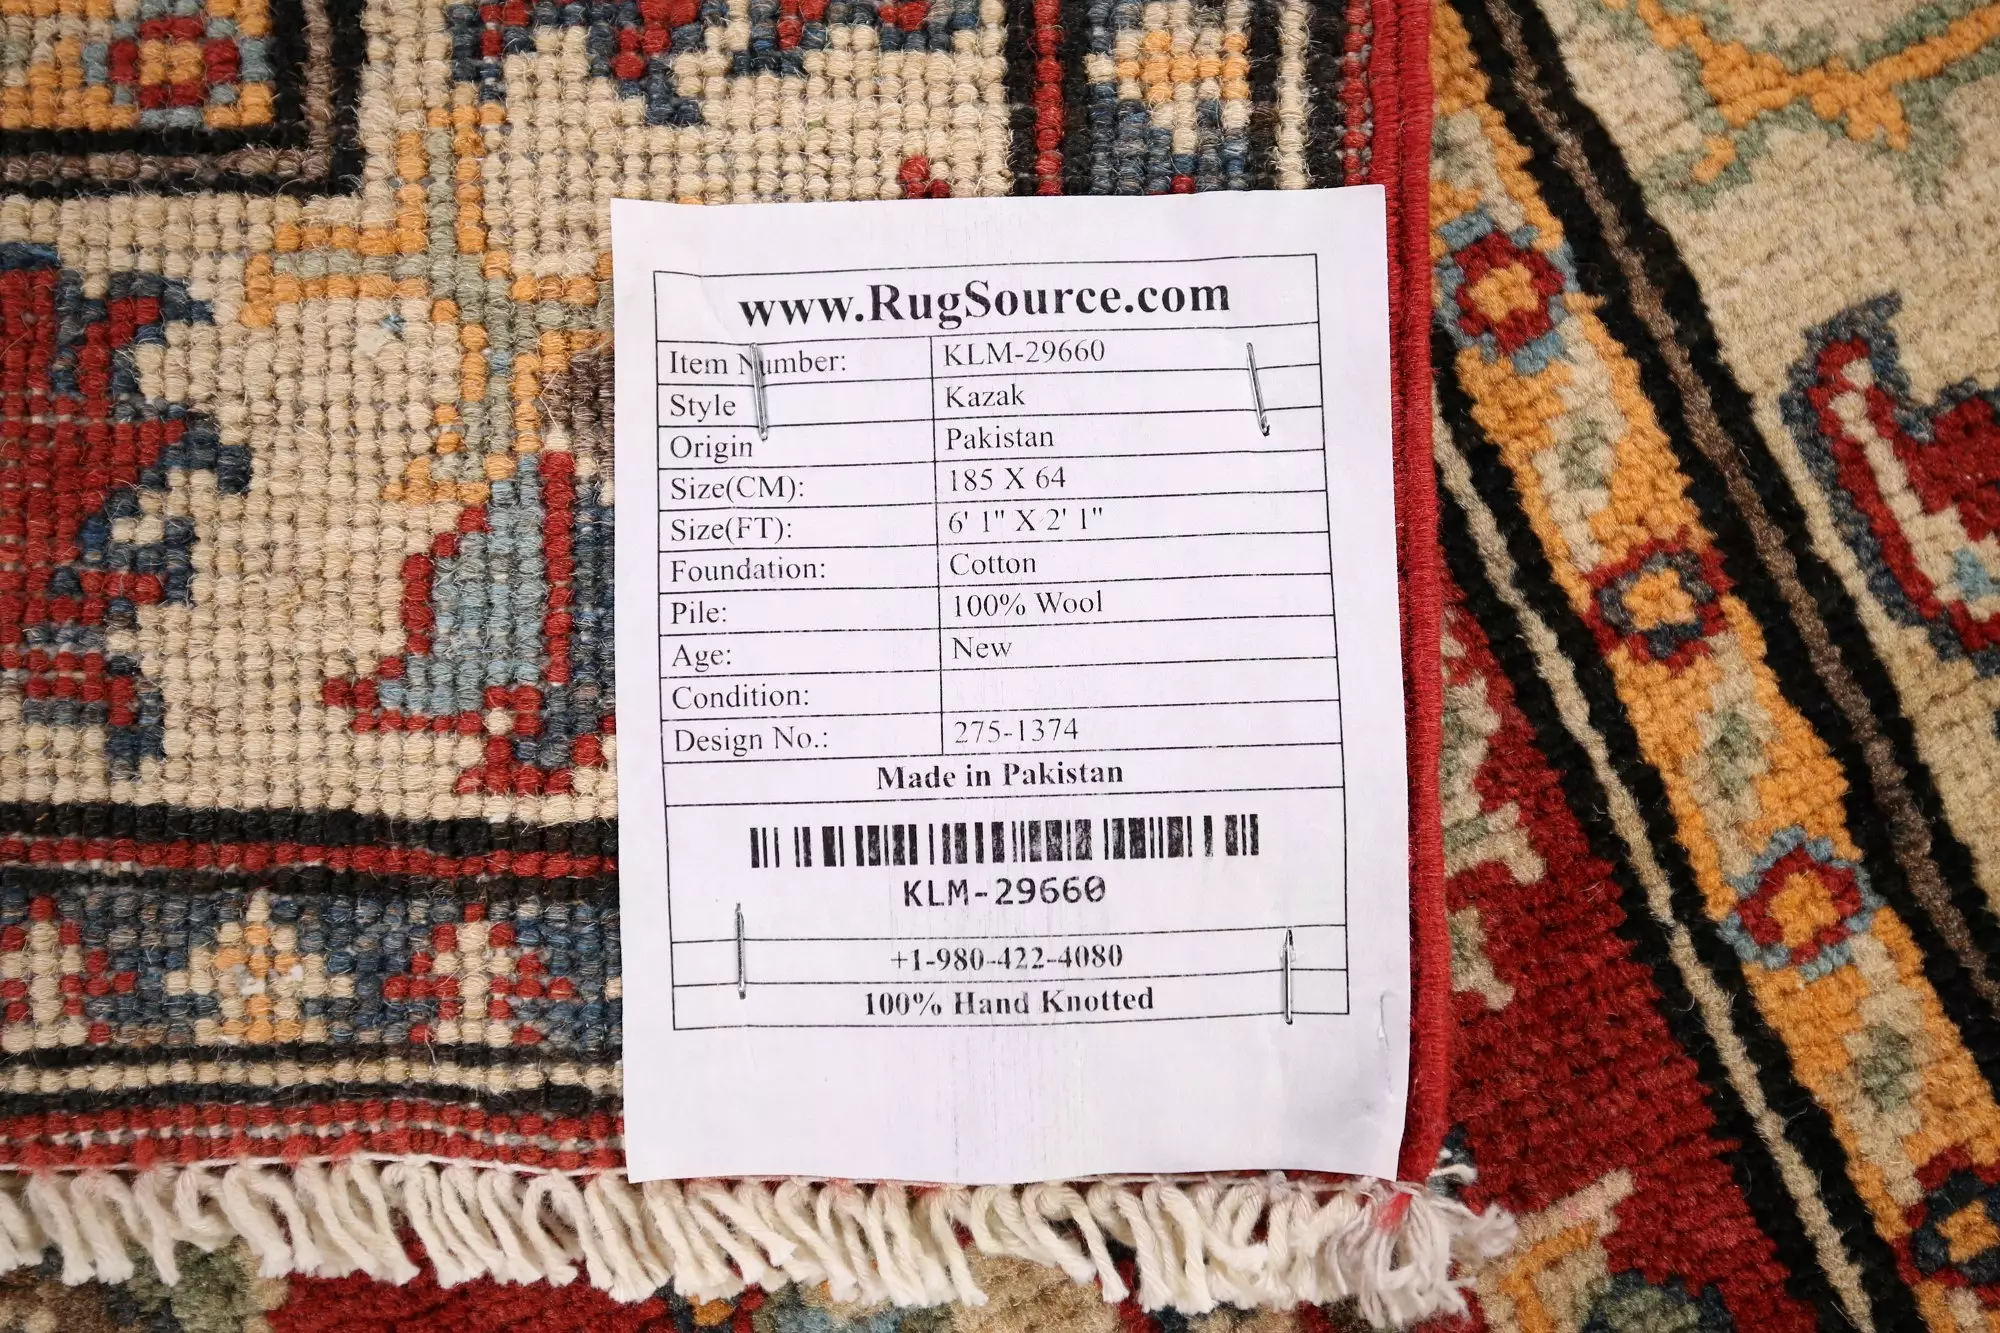 www.RugSource.com
Item Number: KLM-29660
Style Kazak
Origin Pakistan
Size(CM): 185 X 64
Size(FT): 6' 1" X 2' 1"
Foundation: Cotton
Pile: 100% Wool
Age: New
Condition:
Design No.: 275-1374
Made in Pakistan
KLM-29660
+1-980-422-4080
100% Hand Knotted